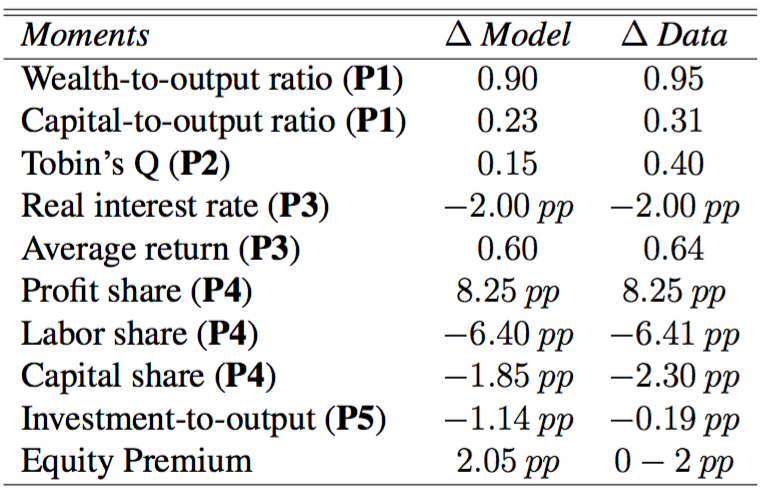 Moments Δ Model Δ Data
Wealth-to-output ratio (P1) 0.90 0.95
Capital-to-output ratio (P1) 0.23 0.31
Tobin’s Q (P2) 0.15 0.40
Real interest rate (P3) −2.00 pp −2.00 pp
Average return (P3) 0.60 0.64
Profit share (P4) 8.25 pp 8.25 pp
Labor share (P4) −6.40 pp −6.41 pp
Capital share (P4) −1.85 pp −2.30 pp
Investment-to-output (P5) −1.14 pp −0.19 pp
Equity Premium 2.05 pp 0 − 2 pp